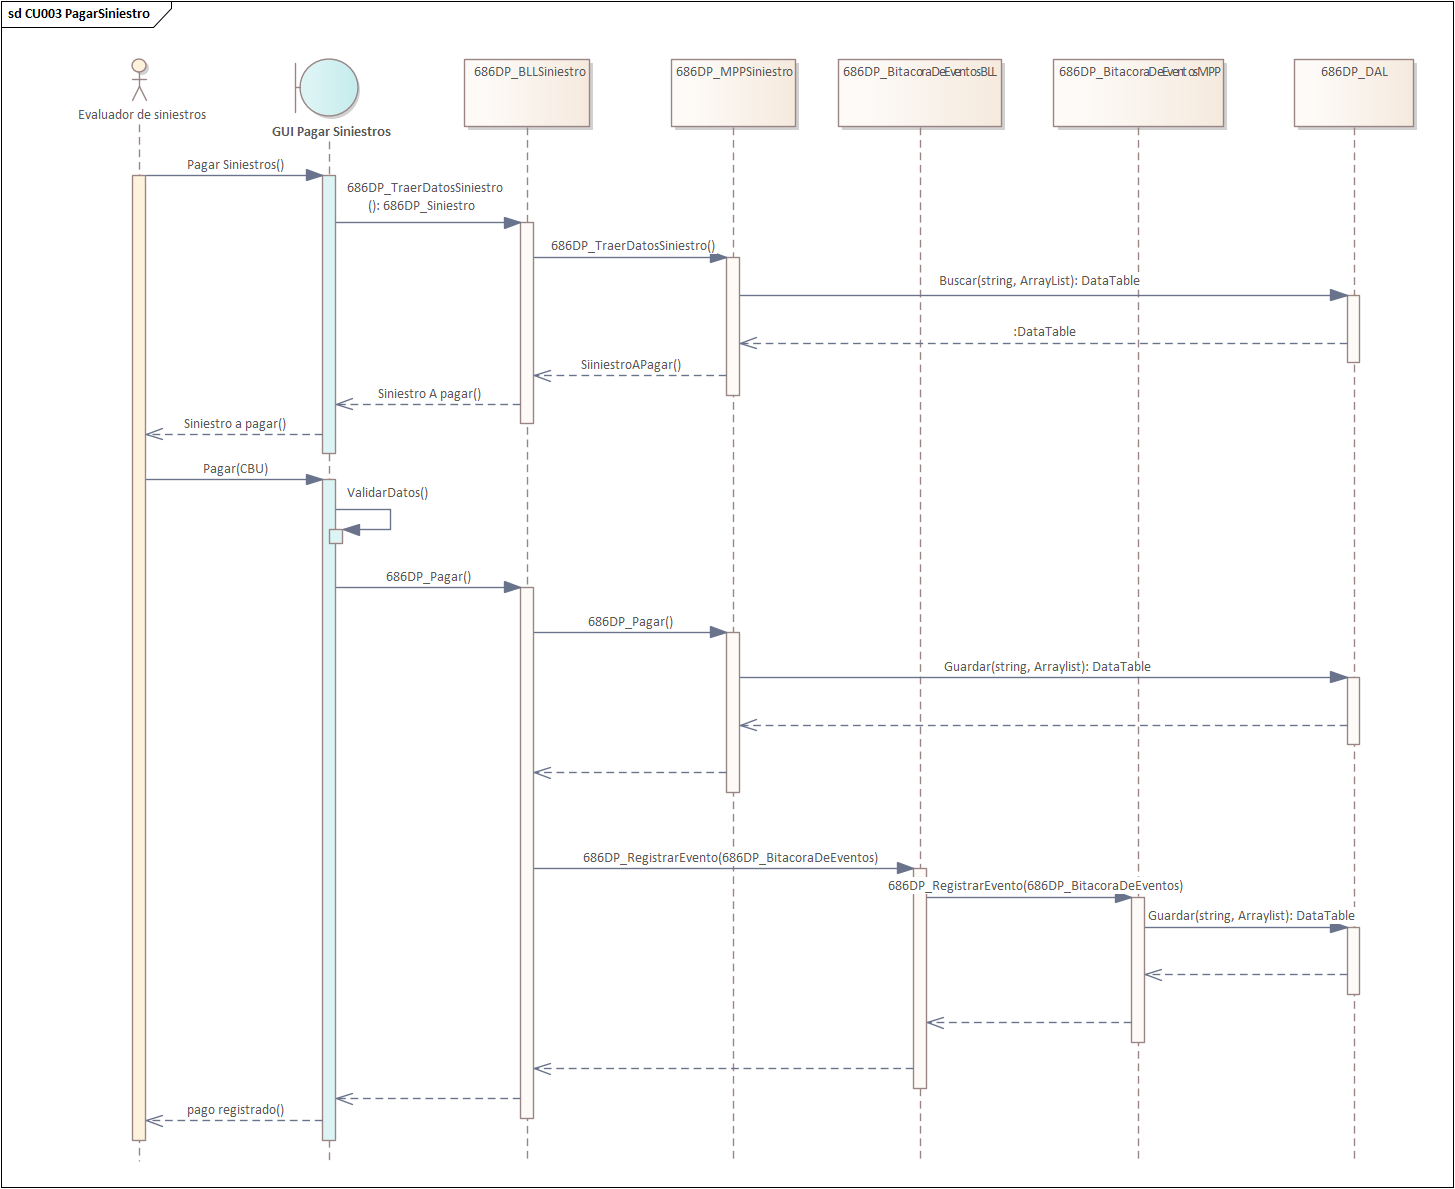 sd CU003 PagarSiniestro
Evaluador de siniestros
GUI Pagar Siniestros
686DP_BLLSiniestro
686DP_MPPSiniestro
686DP_BitacoraDeEventosBLL
686DP_BitacoraDeEventosMPP
686DP_DAL
Pagar Siniestros()
686DP_TraerDatosSiniestro
(): 686DP_Siniestro
686DP_TraerDatosSiniestro()
Buscar(string, ArrayList): DataTable
:DataTable
SiiniestroAPagar()
Siniestro A pagar()
Siniestro a pagar()
Pagar(CBU)
ValidarDatos()
686DP_Pagar()
686DP_Pagar()
Guardar(string, Arraylist): DataTable
686DP_RegistrarEvento(686DP_BitacoraDeEventos)
686DP_RegistrarEvento(686DP_BitacoraDeEventos)
Guardar(string, Arraylist): DataTable
pago registrado()